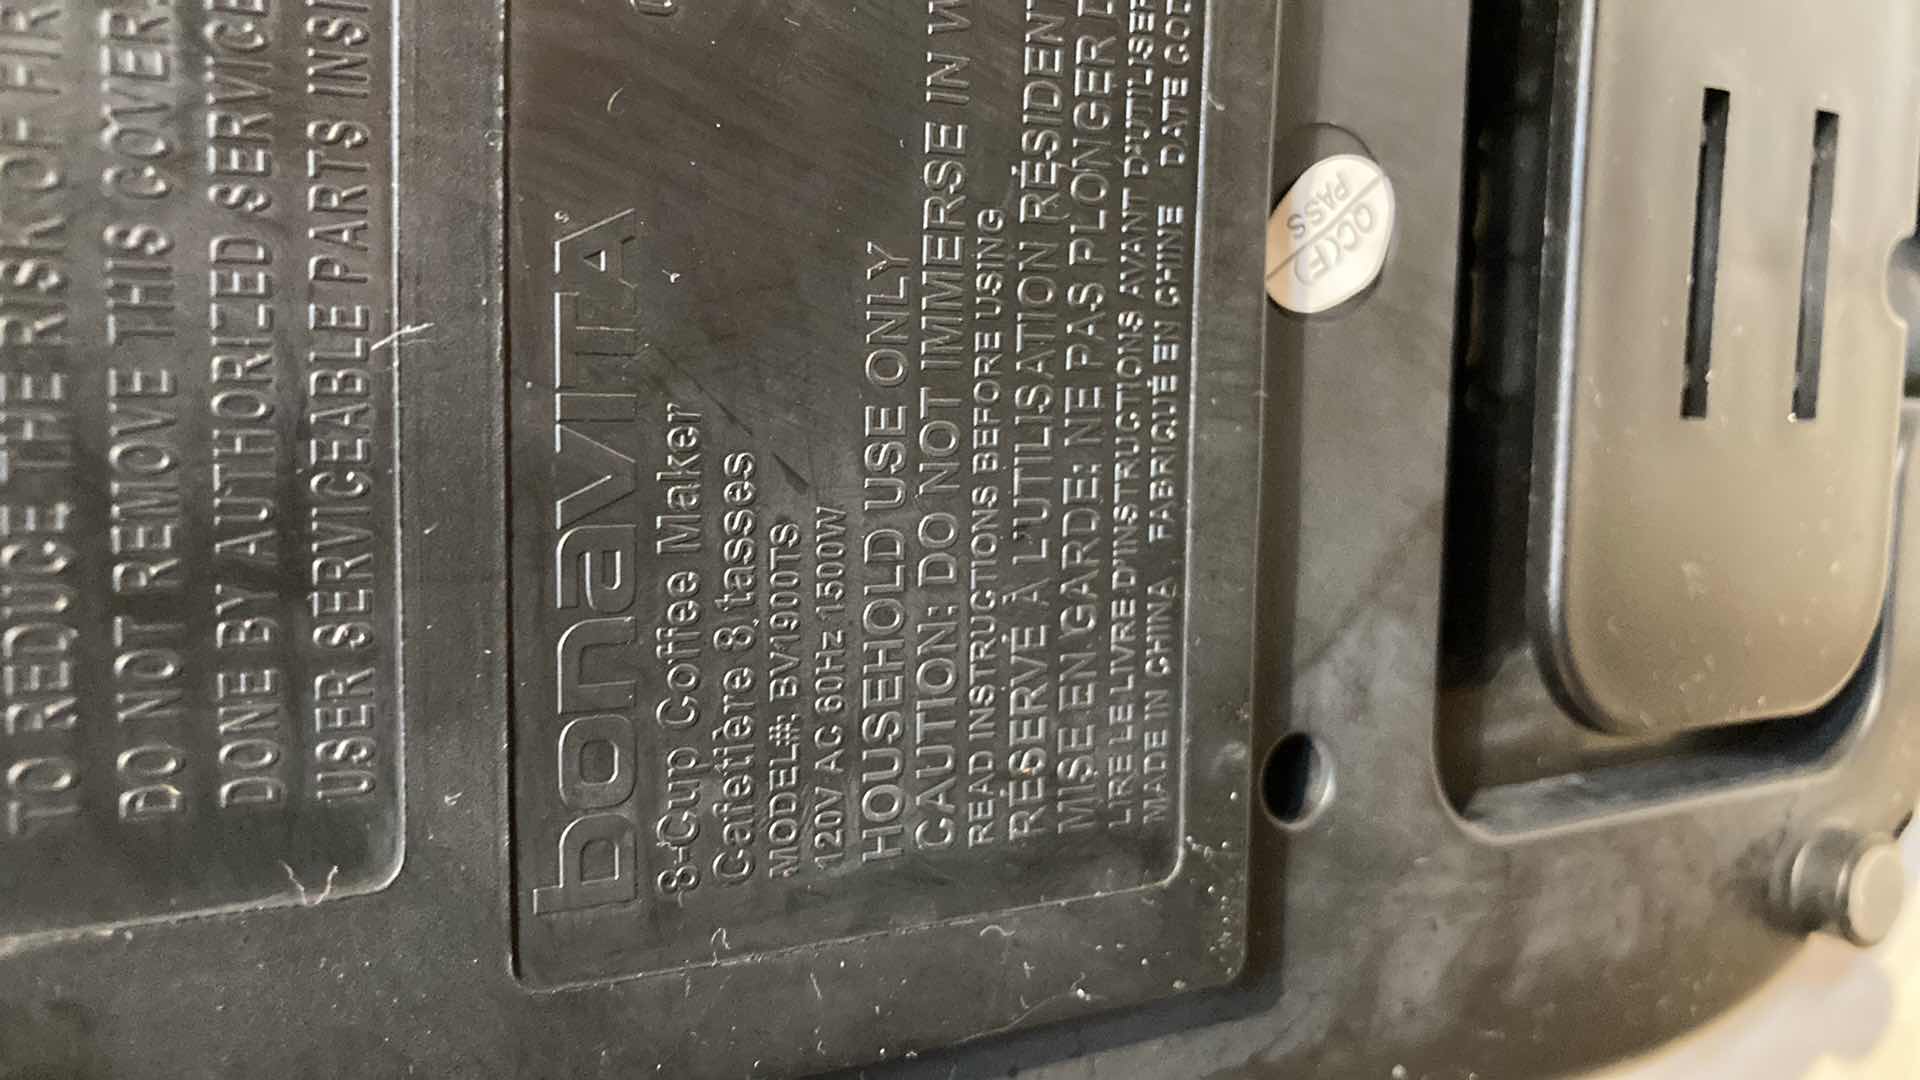 TO REDUCE THE RISK OF FIR
DO NOT REMOVE THIS COVER.
DONE BY AUTHORIZED SERVICE
USER SERVICEABLE PARTS INSI
bonaVITA
8-Cup Coffee Maker
Cafetière 8 tasses
MODEL#: BV1900TS
120V AC 60Hz 1500W
HOUSEHOLD USE ONLY
CAUTION: DO NOT IMMERSE IN W
READ INSTRUCTIONS BEFORE USING
RÉSERVÉ À L'UTILISATION RÉSIDENT
MISE EN GARDE: NE PAS PLONGER D
LIRE LE LIVRE D'INSTRUCTIONS AVANT D'UTILISER
MADE IN CHINA FABRIQUÉ EN CHINE DATE COD
QC(F)
PASS